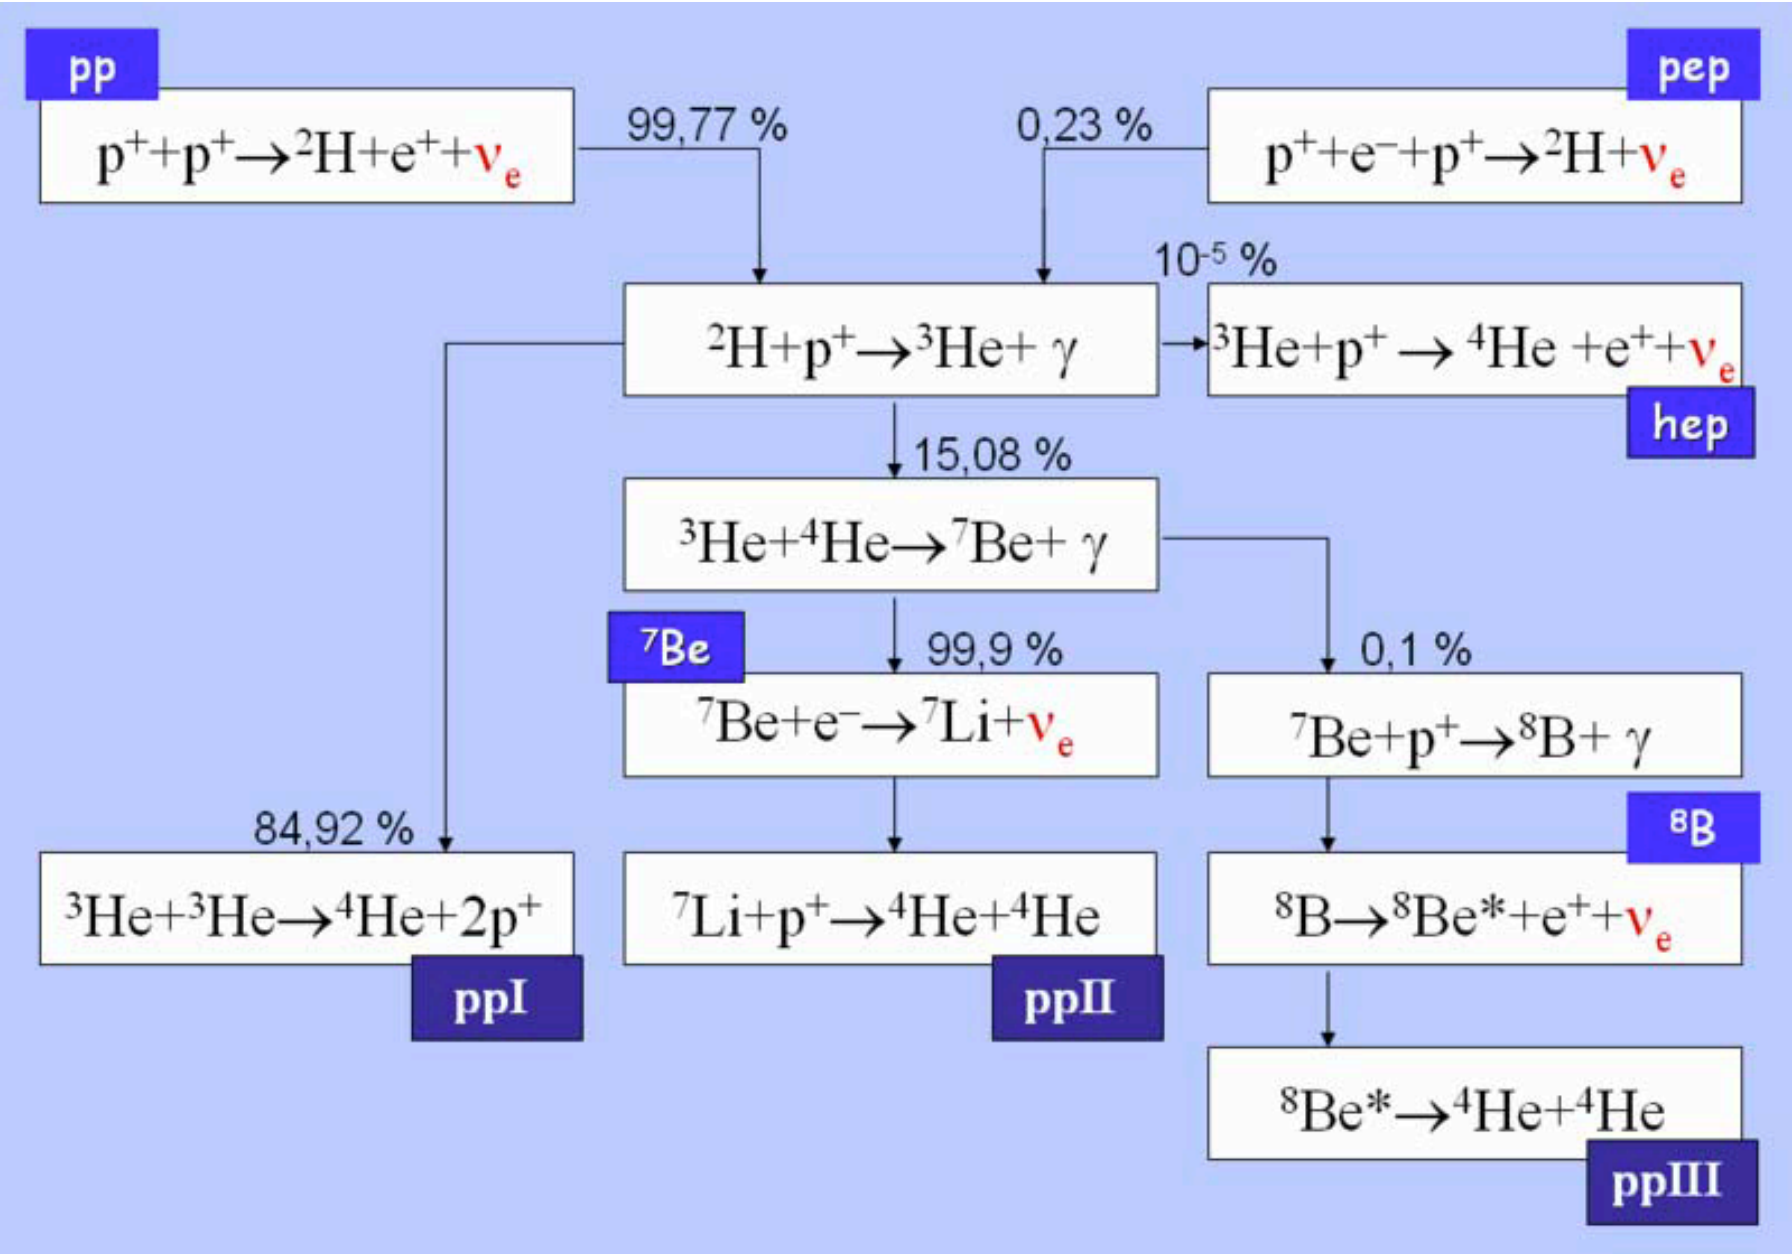 pp
pep
99,77 %
0,23 %
p⁺+p⁺→²H+e⁺+νₑ
p⁺+e⁻+p⁺→²H+νₑ
10⁻⁵ %
²H+p⁺→³He+ γ
³He+p⁺ → ⁴He +e⁺+νₑ
hep
15,08 %
³He+⁴He→⁷Be+ γ
⁷Be
99,9 %
0,1 %
⁷Be+e⁻→⁷Li+νₑ
⁷Be+p⁺→⁸B+ γ
84,92 %
⁸B
³He+³He→⁴He+2p⁺
⁷Li+p⁺→⁴He+⁴He
⁸B→⁸Be*+e⁺+νₑ
ppI
ppII
⁸Be*→⁴He+⁴He
ppIII